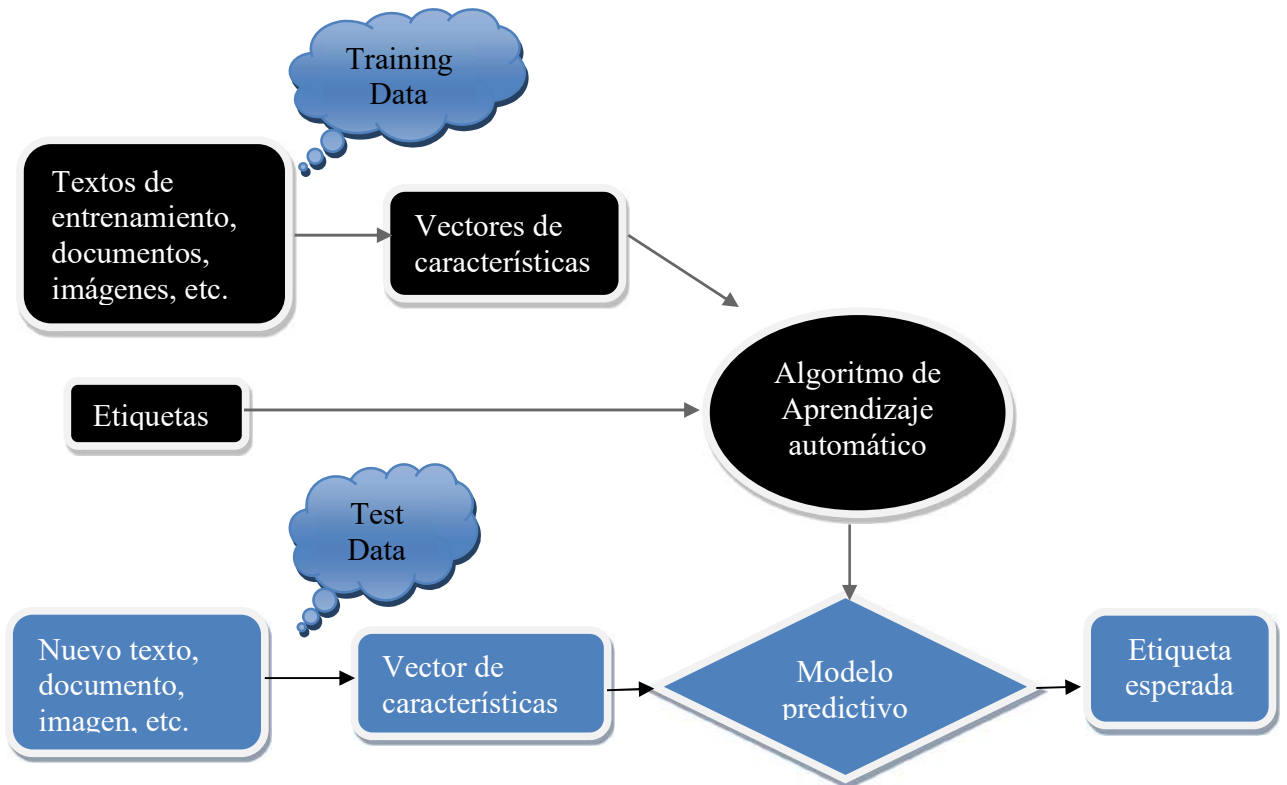 Training
Data
Textos de
entrenamiento,
documentos,
imágenes, etc.
Vectores de
características
Algoritmo de
Aprendizaje
automático
Etiquetas
Test
Data
Nuevo texto,
documento,
imagen, etc.
Vector de
características
Modelo
predictivo
Etiqueta
esperada